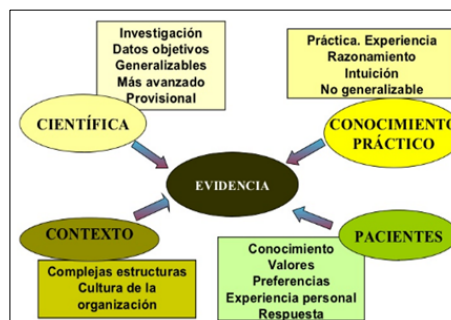 Investigación
Datos objetivos
Generalizables
Más avanzado
Provisional
CIENTÍFICA
Práctica. Experiencia
Razonamiento
Intuición
No generalizable
CONOCIMIENTO
PRÁCTICO
EVIDENCIA
CONTEXTO
Complejas estructuras
Cultura de la
organización
PACIENTES
Conocimiento
Valores
Preferencias
Experiencia personal
Respuesta